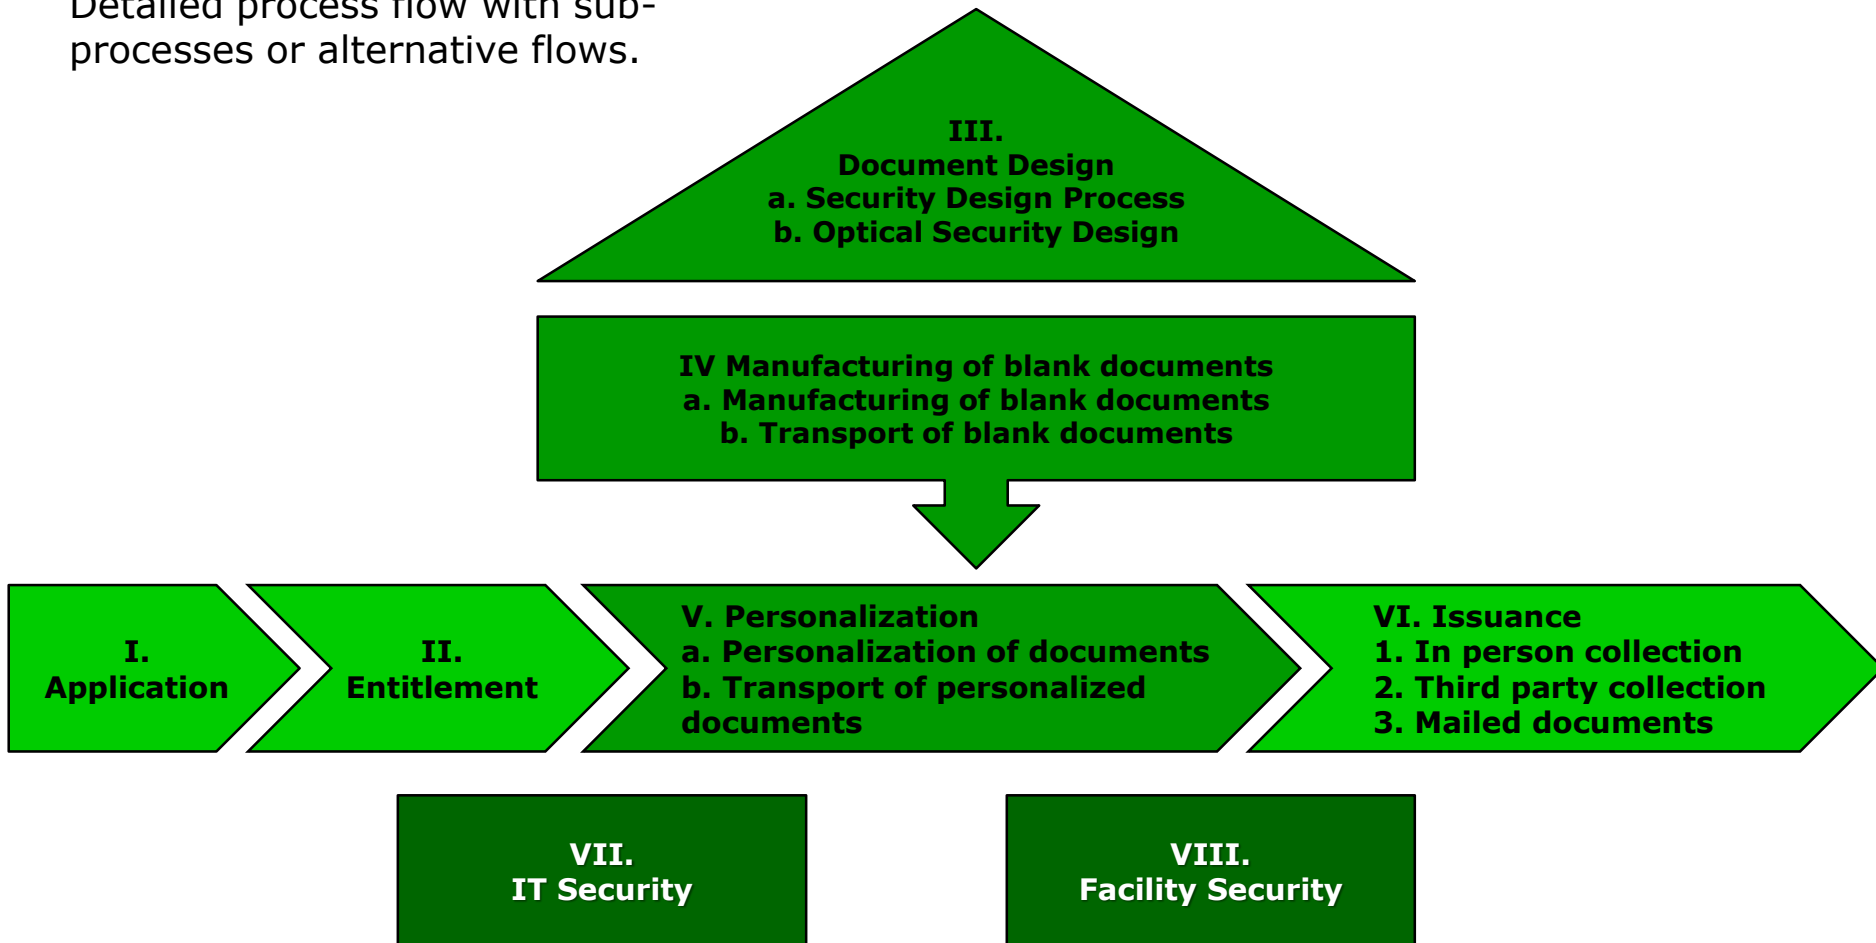 Detailed process flow with sub-
processes or alternative flows.
III.
Document Design
a. Security Design Process
b. Optical Security Design
IV Manufacturing of blank documents
a. Manufacturing of blank documents
b. Transport of blank documents
I.
Application
II.
Entitlement
V. Personalization
a. Personalization of documents
b. Transport of personalized
documents
VI. Issuance
1. In person collection
2. Third party collection
3. Mailed documents
VII.
IT Security
VIII.
Facility Security